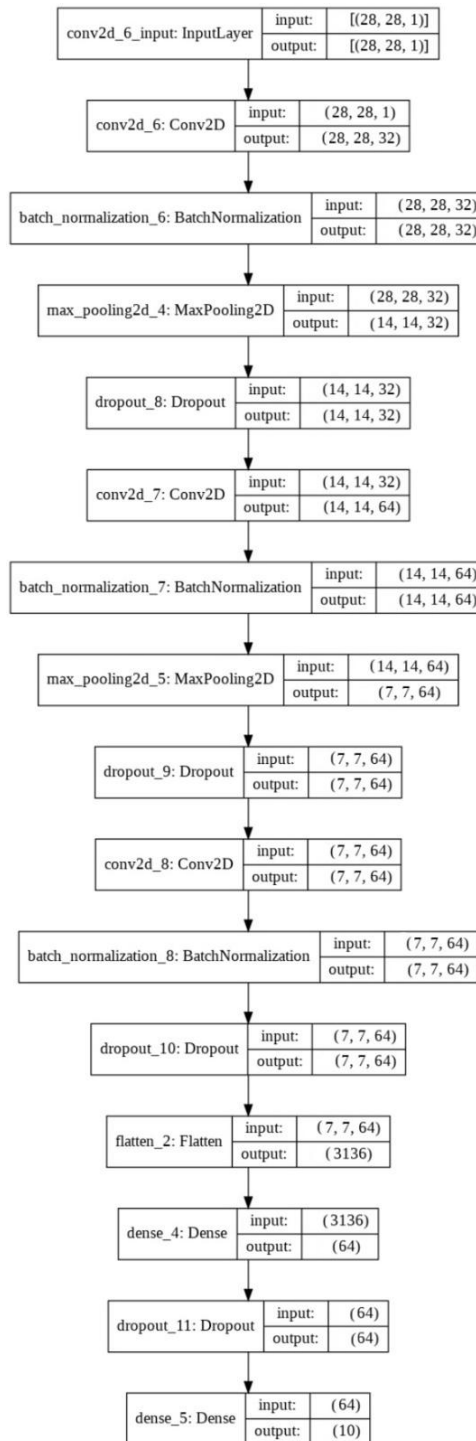 conv2d_6_input: InputLayer
input: [(28, 28, 1)]
output: [(28, 28, 1)]
conv2d_6: Conv2D
input: (28, 28, 1)
output: (28, 28, 32)
batch_normalization_6: BatchNormalization
input: (28, 28, 32)
output: (28, 28, 32)
max_pooling2d_4: MaxPooling2D
input: (28, 28, 32)
output: (14, 14, 32)
dropout_8: Dropout
input: (14, 14, 32)
output: (14, 14, 32)
conv2d_7: Conv2D
input: (14, 14, 32)
output: (14, 14, 64)
batch_normalization_7: BatchNormalization
input: (14, 14, 64)
output: (14, 14, 64)
max_pooling2d_5: MaxPooling2D
input: (14, 14, 64)
output: (7, 7, 64)
dropout_9: Dropout
input: (7, 7, 64)
output: (7, 7, 64)
conv2d_8: Conv2D
input: (7, 7, 64)
output: (7, 7, 64)
batch_normalization_8: BatchNormalization
input: (7, 7, 64)
output: (7, 7, 64)
dropout_10: Dropout
input: (7, 7, 64)
output: (7, 7, 64)
flatten_2: Flatten
input: (7, 7, 64)
output: (3136)
dense_4: Dense
input: (3136)
output: (64)
dropout_11: Dropout
input: (64)
output: (64)
dense_5: Dense
input: (64)
output: (10)